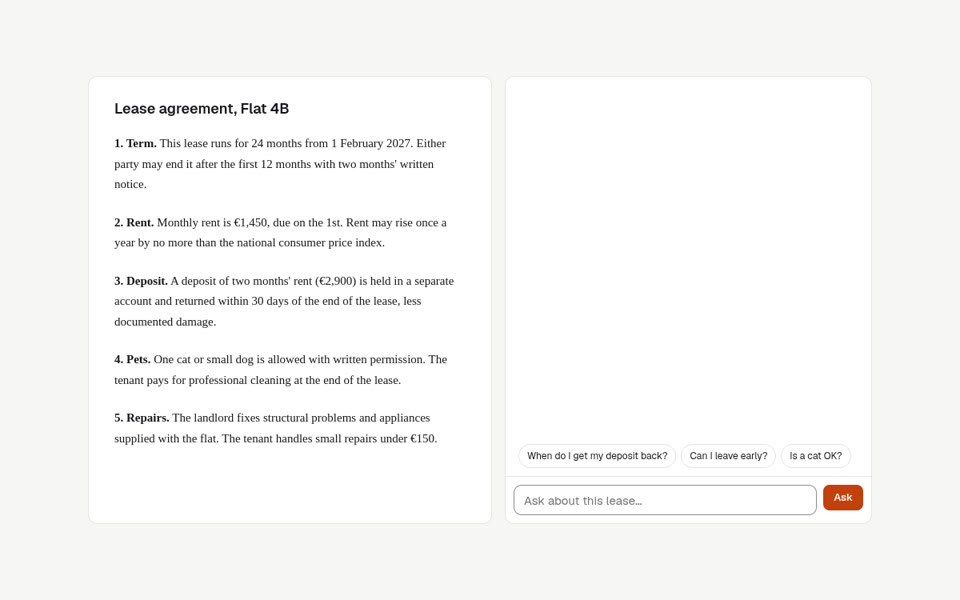 Lease agreement, Flat 4B
1. Term. This lease runs for 24 months from 1 February 2027. Either
party may end it after the first 12 months with two months' written
notice.
2. Rent. Monthly rent is €1,450, due on the 1st. Rent may rise once a
year by no more than the national consumer price index.
3. Deposit. A deposit of two months' rent (€2,900) is held in a separate
account and returned within 30 days of the end of the lease, less
documented damage.
4. Pets. One cat or small dog is allowed with written permission. The
tenant pays for professional cleaning at the end of the lease.
5. Repairs. The landlord fixes structural problems and appliances
supplied with the flat. The tenant handles small repairs under €150.
When do I get my deposit back? Can I leave early? Is a cat OK?
Ask about this lease... Ask